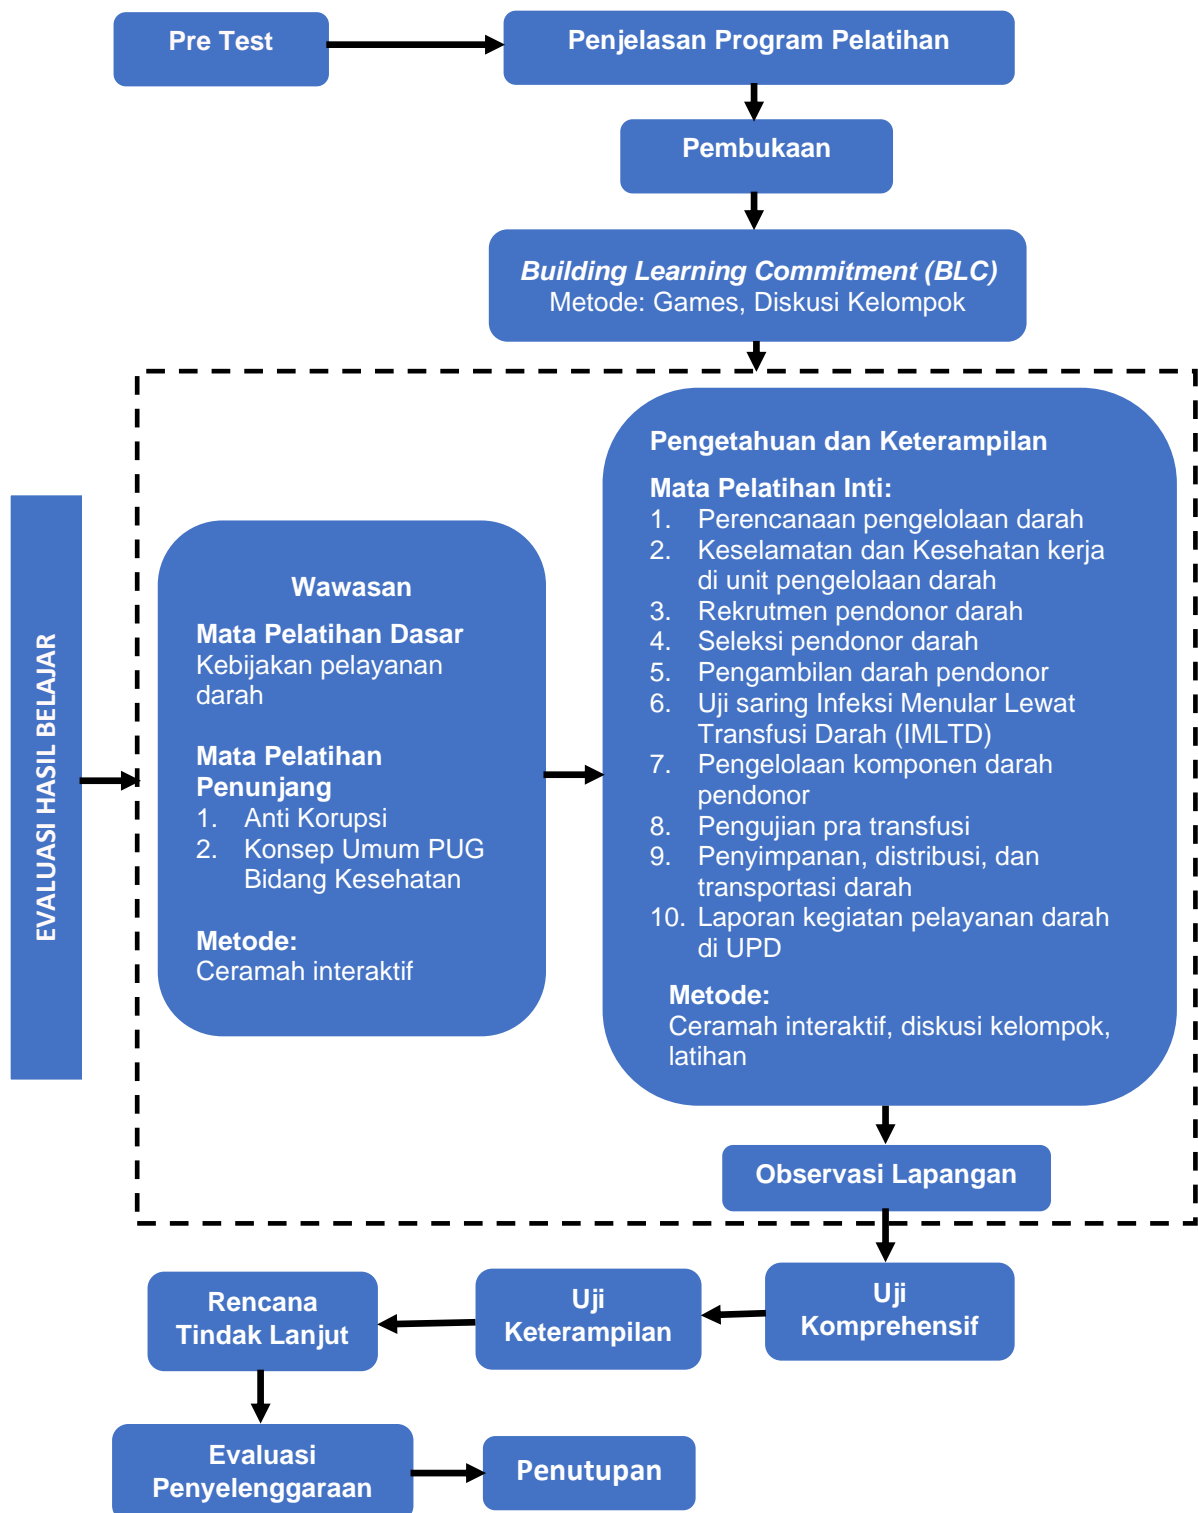 Pre Test
Penjelasan Program Pelatihan
Pembukaan
Building Learning Commitment (BLC)
Metode: Games, Diskusi Kelompok
EVALUASI HASIL BELAJAR
Wawasan
Mata Pelatihan Dasar
Kebijakan pelayanan
darah
Mata Pelatihan
Penunjang
1. Anti Korupsi
2. Konsep Umum PUG
Bidang Kesehatan
Metode:
Ceramah interaktif
Pengetahuan dan Keterampilan
Mata Pelatihan Inti:
1. Perencanaan pengelolaan darah
2. Keselamatan dan Kesehatan kerja
di unit pengelolaan darah
3. Rekrutmen pendonor darah
4. Seleksi pendonor darah
5. Pengambilan darah pendonor
6. Uji saring Infeksi Menular Lewat
Transfusi Darah (IMLTD)
7. Pengelolaan komponen darah
pendonor
8. Pengujian pra transfusi
9. Penyimpanan, distribusi, dan
transportasi darah
10. Laporan kegiatan pelayanan darah
di UPD
Metode:
Ceramah interaktif, diskusi kelompok,
latihan
Observasi Lapangan
Uji
Komprehensif
Uji
Keterampilan
Rencana
Tindak Lanjut
Evaluasi
Penyelenggaraan
Penutupan